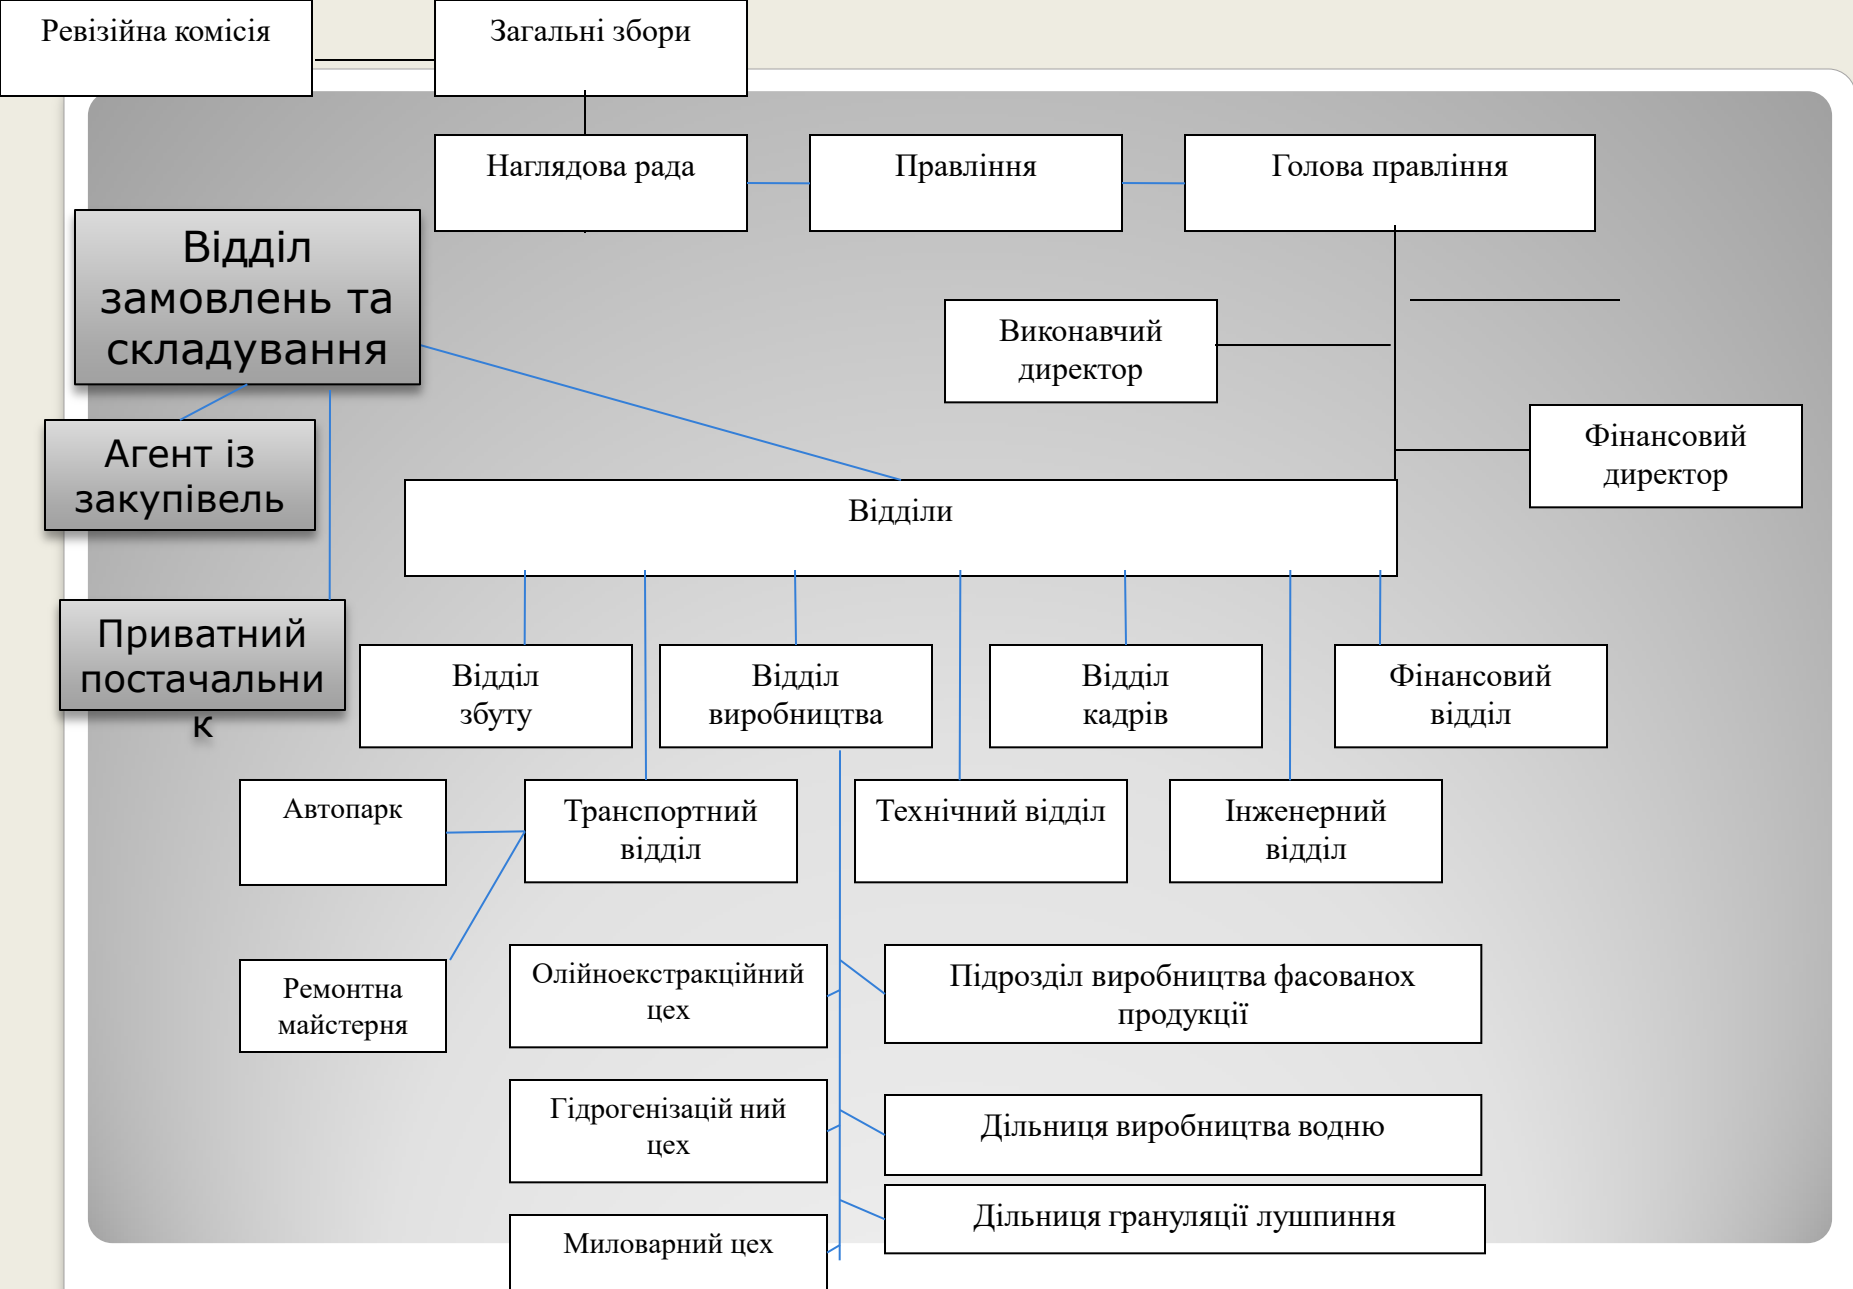 Ревізійна комісія
Загальні збори
Наглядова рада
Правління
Голова правління
Відділ
замовлень та
складування
Виконавчий
директор
Агент із
закупівель
Фінансовий
директор
Відділи
Приватний
постачальни
к
Відділ
збуту
Відділ
виробництва
Відділ
кадрів
Фінансовий
відділ
Автопарк
Транспортний
відділ
Технічний відділ
Інженерний
відділ
Ремонтна
майстерня
Олійноекстракційний
цех
Підрозділ виробництва фасованох
продукції
Гідрогенізацій ний
цех
Дільниця виробництва водню
Дільниця грануляції лушпиння
Миловарний цех